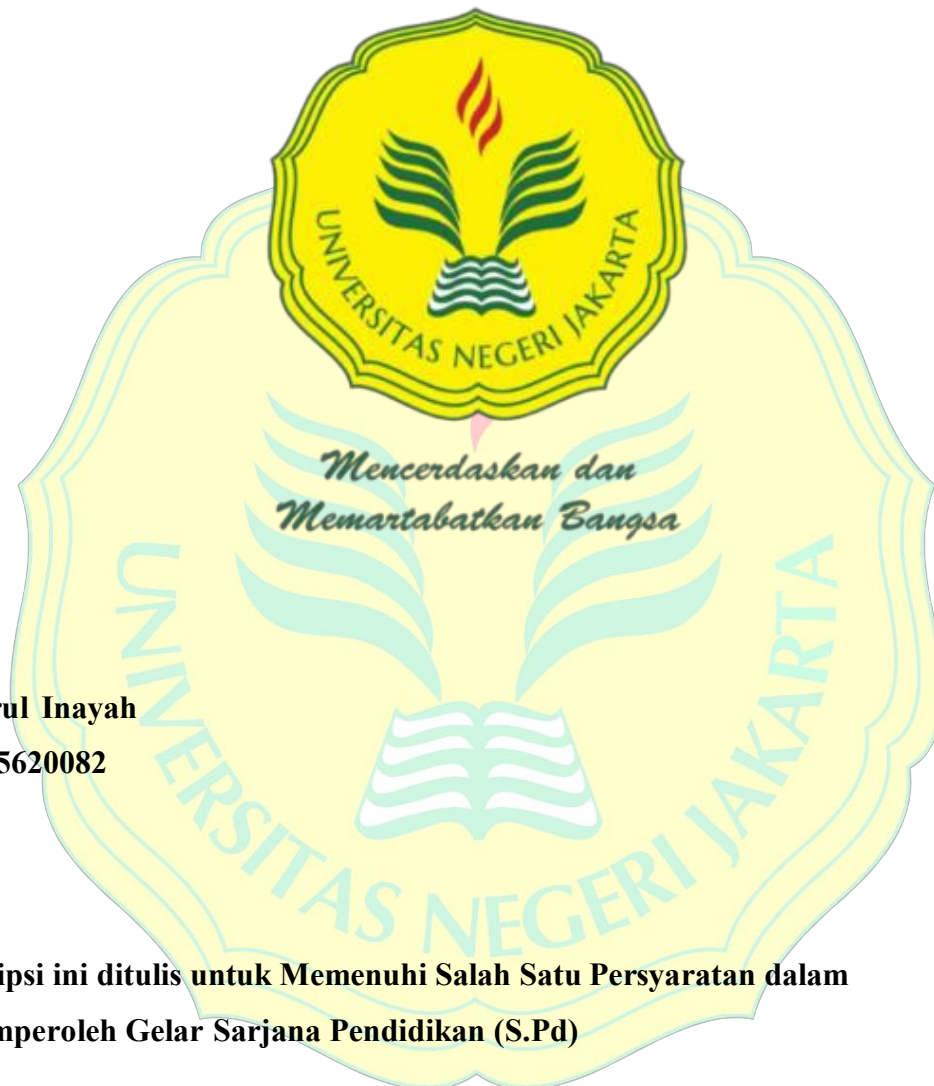 UNIVERSITAS NEGERI JAKARTA
Mencerdaskan dan
Memartabatkan Bangsa
rul Inayah
5620082
UNIVERSITAS NEGERI JAKARTA
ipsi ini ditulis untuk Memenuhi Salah Satu Persyaratan dalam
mperoleh Gelar Sarjana Pendidikan (S.Pd)